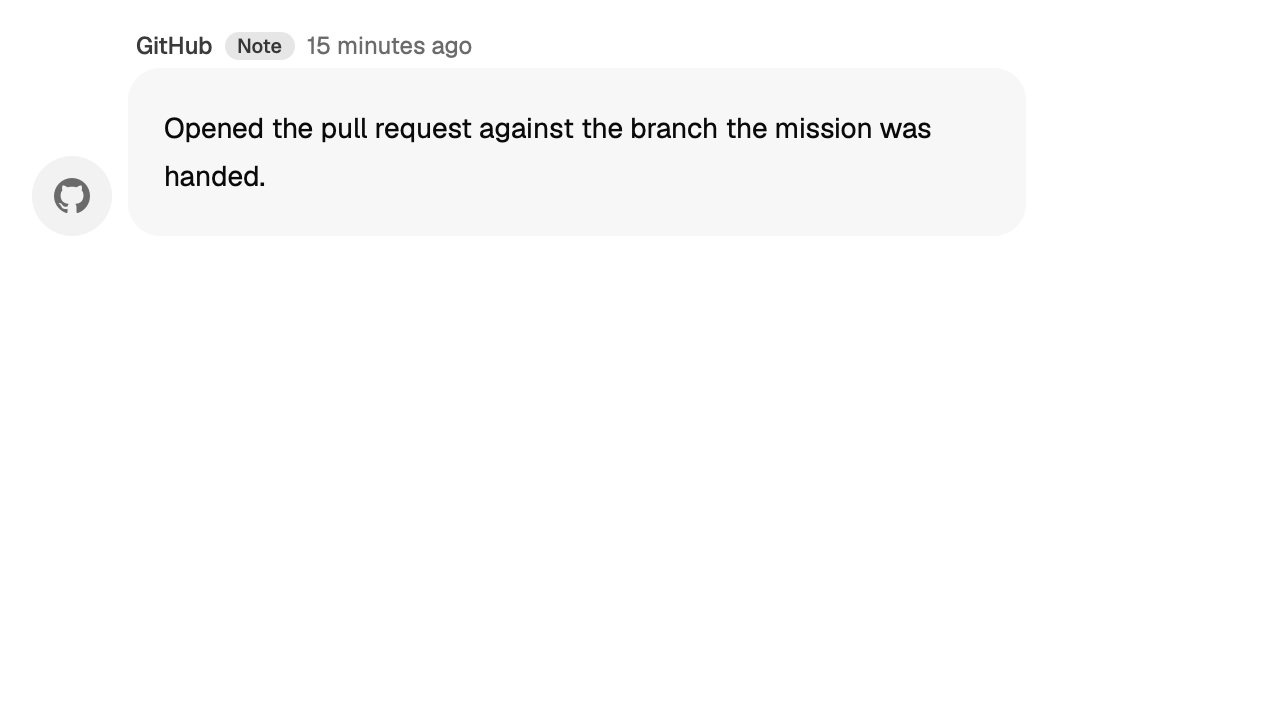 GitHub Note 15 minutes ago
Opened the pull request against the branch the mission was
handed.